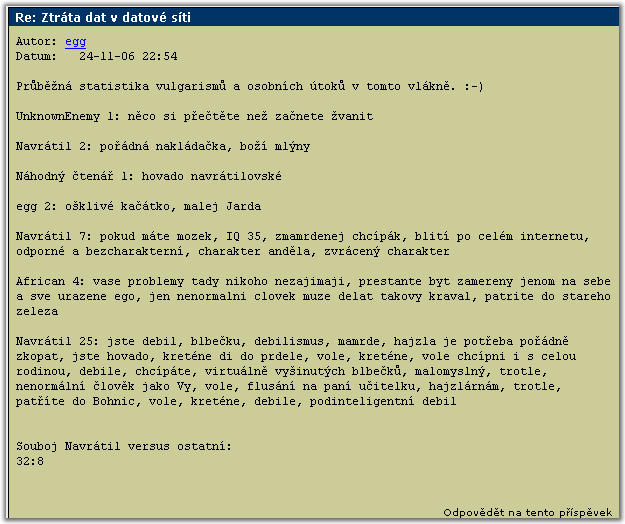 Re: Ztráta dat v datové síti
Autor: egg
Datum: 24-11-06 22:54
Průběžná statistika vulgarismů a osobních útoků v tomto vlákně. :-)
UnknownEnemy 1: něco si přečtěte než začnete žvanit
Navrátil 2: pořádná nakládačka, boží mlýny
Náhodný čtenář 1: hovado navrátilovské
egg 2: ošklivé kačátko, malej Jarda
Navrátil 7: pokud máte mozek, IQ 35, zmamrdenej chcípák, blití po celém internetu,
odporné a bezcharakterní, charakter anděla, zvrácený charakter
African 4: vase problemy tady nikoho nezajimaji, prestante byt zamereny jenom na sebe
a sve urazene ego, jen nenormalni clovek muze delat takovy kraval, patrite do stareho
zeleza
Navrátil 25: jste debil, blbečku, debilismus, mamrde, hajzla je potřeba pořádně
zkopat, jste hovado, kreténe di do prdele, vole, kreténe, vole chcípni i s celou
rodinou, debile, chcípáte, virtuálně vyšinutých blbečků, malomyslný, trotle,
nenormální člověk jako Vy, vole, flusání na paní učitelku, hajzlárnám, trotle,
patříte do Bohnic, vole, kreténe, debile, podinteligentní debil
Souboj Navrátil versus ostatní:
32:8
Odpovědět na tento příspěvek